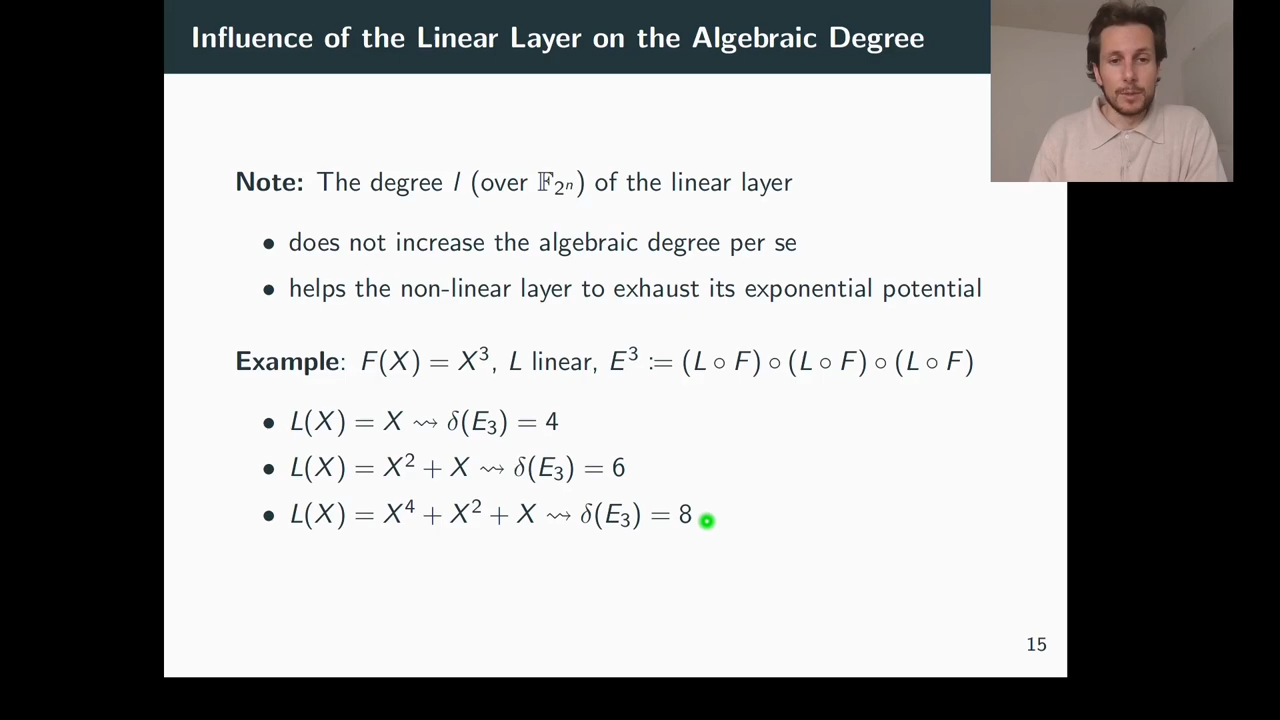 Influence of the Linear Layer on the Algebraic Degree
Note: The degree l (over 𝔽₂ⁿ) of the linear layer
• does not increase the algebraic degree per se
• helps the non-linear layer to exhaust its exponential potential
Example: F(X) = X³, L linear, E³ := (L ∘ F) ∘ (L ∘ F) ∘ (L ∘ F)
• L(X) = X ⇝ δ(E₃) = 4
• L(X) = X² + X ⇝ δ(E₃) = 6
• L(X) = X⁴ + X² + X ⇝ δ(E₃) = 8
15